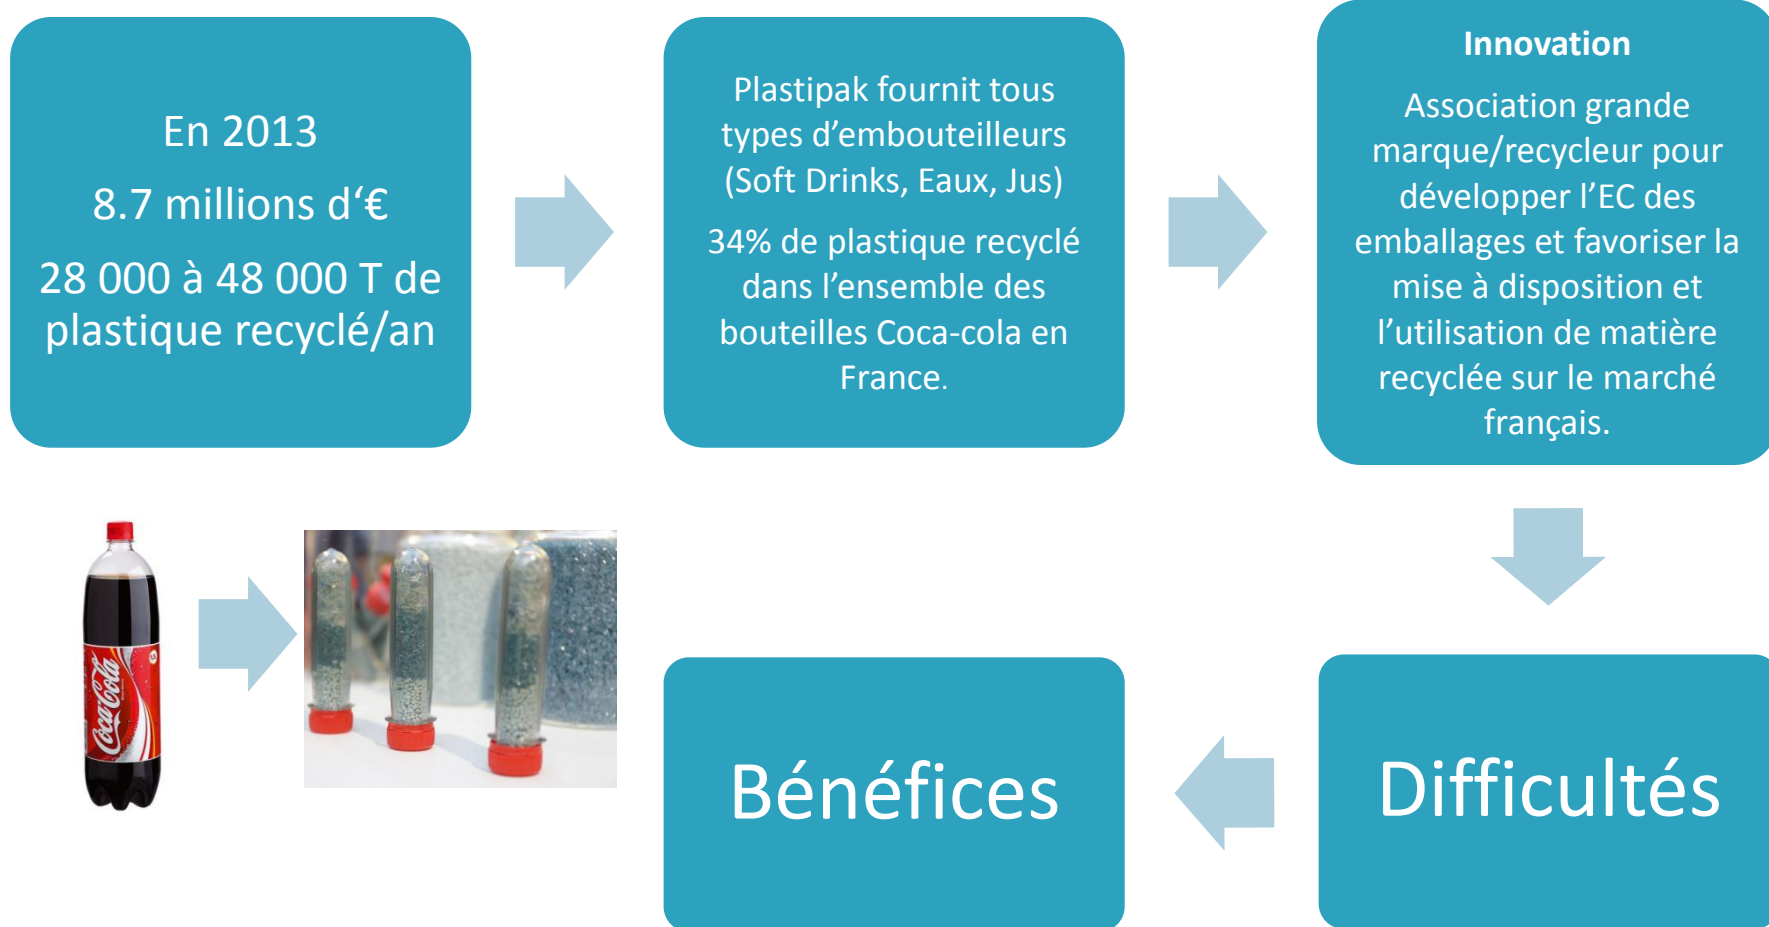 En 2013
8.7 millions d‘€
28 000 à 48 000 T de
plastique recyclé/an
Plastipak fournit tous
types d’embouteilleurs
(Soft Drinks, Eaux, Jus)
34% de plastique recyclé
dans l’ensemble des
bouteilles Coca-cola en
France.
Innovation
Association grande
marque/recycleur pour
développer l’EC des
emballages et favoriser la
mise à disposition et
l’utilisation de matière
recyclée sur le marché
français.
Coca-Cola
Bénéfices
Difficultés